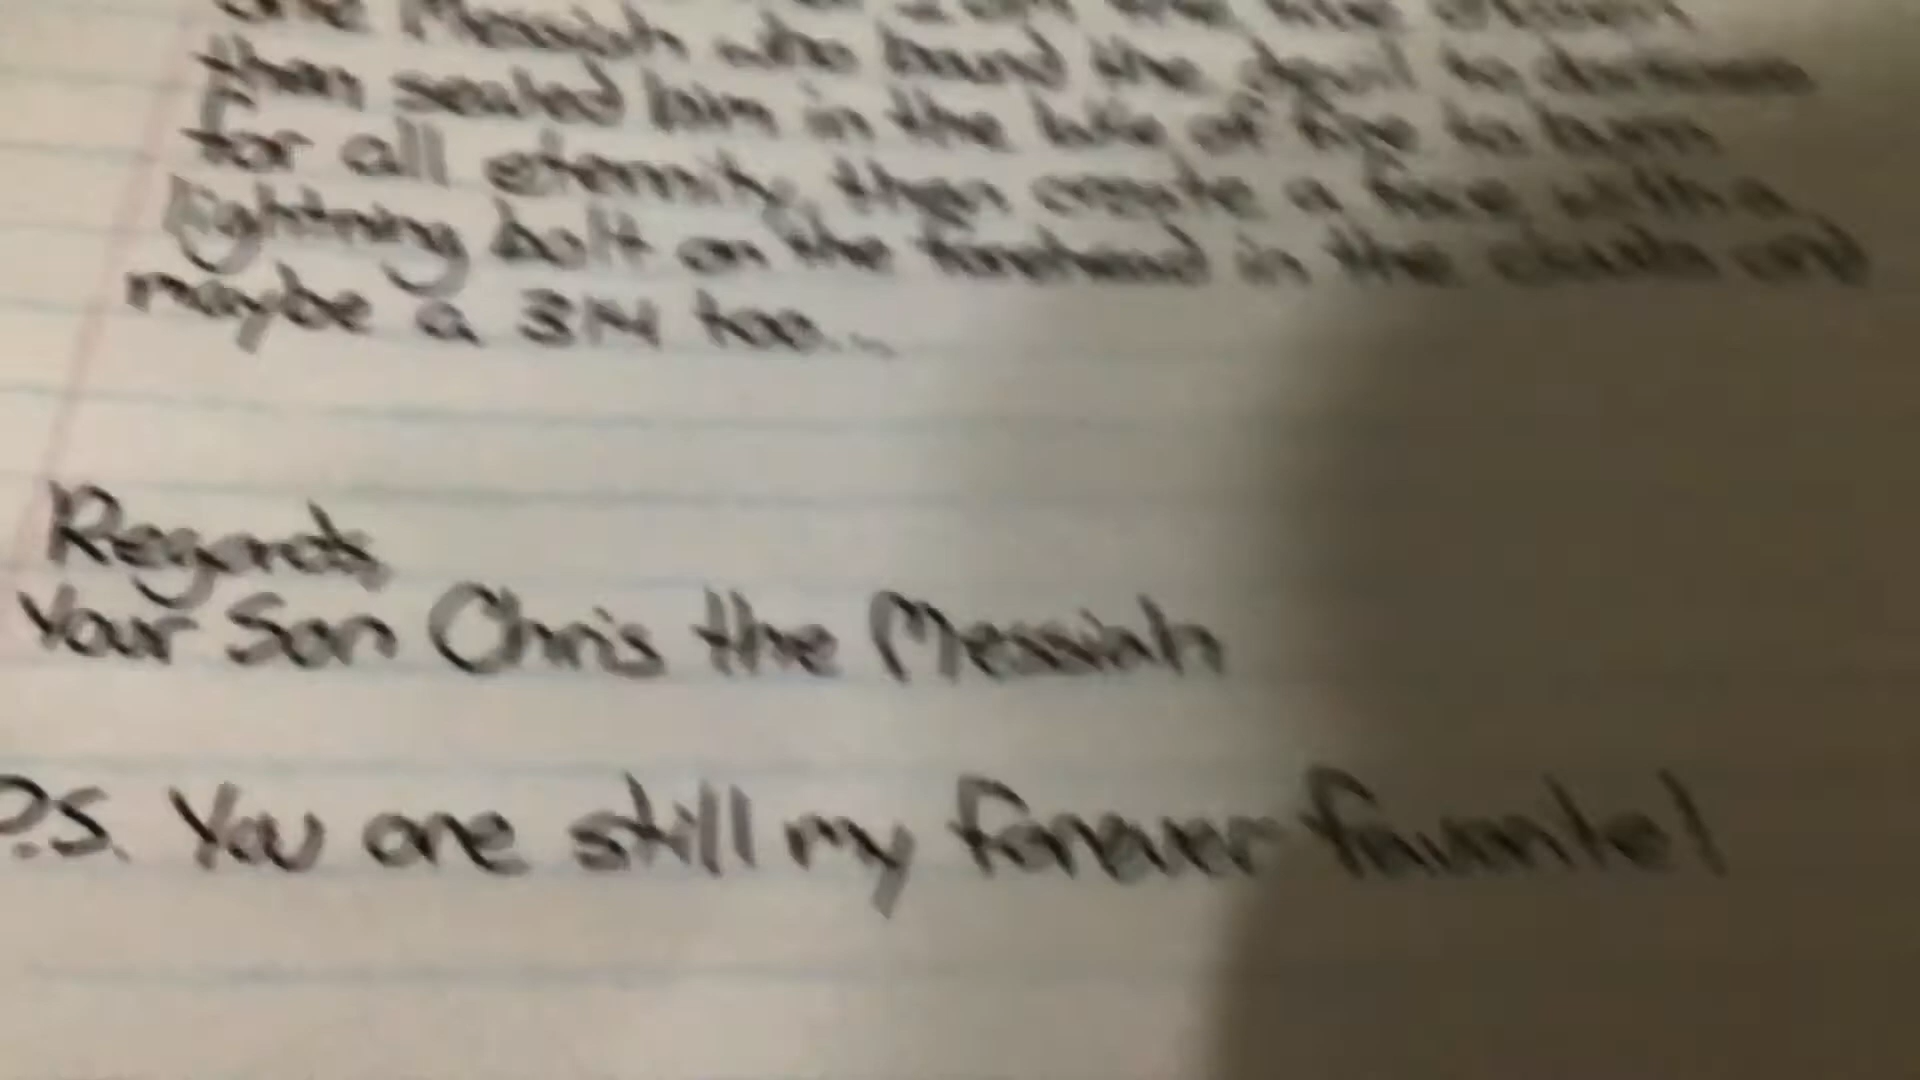 the Messiah who bound the devil to darkness
then sealed him in the lake of fire to burn
for all eternity, then create a face with a
lightning bolt on the forehead in the clouds and
maybe a 3M too...
Regards
Your Son Chris the Messiah
P.S. You are still my forever favorite!